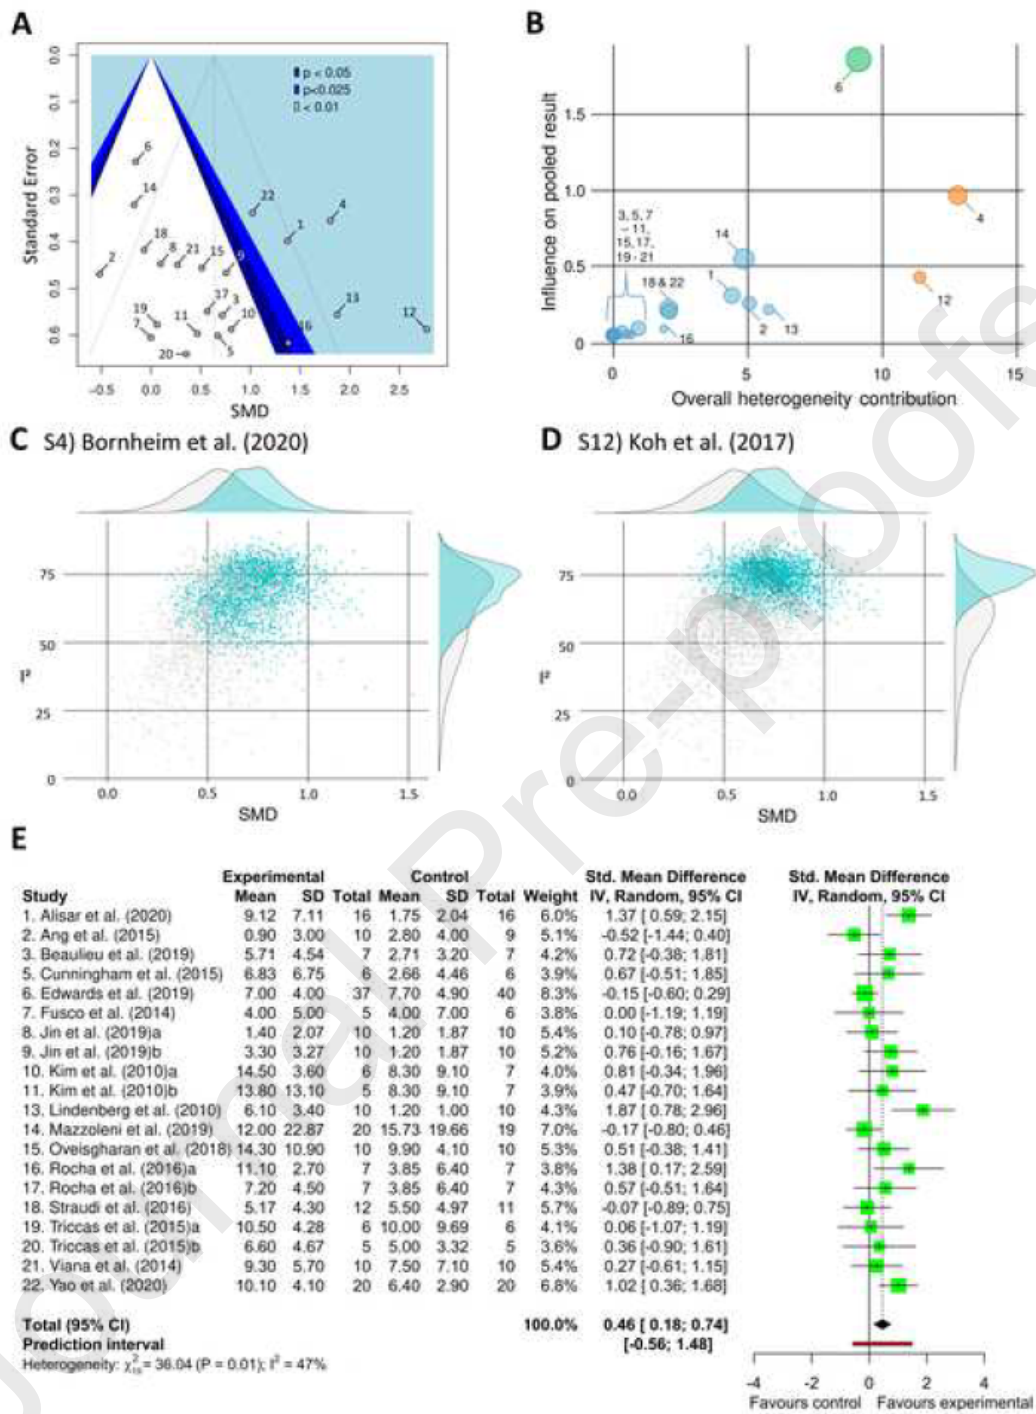 A
B
p < 0.05
p<0.025
< 0.01
0.0
0.1
0.2
0.3
0.4
0.5
0.6
Standard Error
6
14
22
4
1
2
18
8
21
15
9
13
12
19
7
11
17
3
10
16
20
5
-0.5 0.0 0.5 1.0 1.5 2.0 2.5
SMD
Influence on pooled result
1.5
1.0
0.5
0
6
4
12
3, 5, 7
– 11,
15, 17,
19 - 21
14
18 & 22
1
2
13
16
0 5 10 15
Overall heterogeneity contribution
C S4) Bornheim et al. (2020)
75
50
I²
25
0
0.0 0.5 1.0 1.5
SMD
D S12) Koh et al. (2017)
75
50
I²
25
0
0.0 0.5 1.0 1.5
SMD
E
Experimental Control Std. Mean Difference Std. Mean Difference
Study Mean SD Total Mean SD Total Weight IV, Random, 95% CI IV, Random, 95% CI
1. Alisar et al. (2020) 9.12 7.11 16 1.75 2.04 16 6.0% 1.37 [ 0.59; 2.15]
2. Ang et al. (2015) 0.90 3.00 10 2.80 4.00 9 5.1% -0.52 [-1.44; 0.40]
3. Beaulieu et al. (2019) 5.71 4.54 7 2.71 3.20 7 4.2% 0.72 [-0.38; 1.81]
5. Cunningham et al. (2015) 6.83 6.75 6 2.66 4.46 6 3.9% 0.67 [-0.51; 1.85]
6. Edwards et al. (2019) 7.00 4.00 37 7.70 4.90 40 8.3% -0.15 [-0.60; 0.29]
7. Fusco et al. (2014) 4.00 5.00 5 4.00 7.00 6 3.8% 0.00 [-1.19; 1.19]
8. Jin et al. (2019)a 1.40 2.07 10 1.20 1.87 10 5.4% 0.10 [-0.78; 0.97]
9. Jin et al. (2019)b 3.30 3.27 10 1.20 1.87 10 5.2% 0.76 [-0.16; 1.67]
10. Kim et al. (2010)a 14.50 3.60 6 8.30 9.10 7 4.0% 0.81 [-0.34; 1.96]
11. Kim et al. (2010)b 13.80 13.10 5 8.30 9.10 7 3.9% 0.47 [-0.70; 1.64]
13. Lindenberg et al. (2010) 6.10 3.40 10 1.20 1.00 10 4.3% 1.87 [ 0.78; 2.96]
14. Mazzoleni et al. (2019) 12.00 22.87 20 15.73 19.66 19 7.0% -0.17 [-0.80; 0.46]
15. Oveisgharan et al. (2018) 14.30 10.90 10 9.90 4.10 10 5.3% 0.51 [-0.38; 1.41]
16. Rocha et al. (2016)a 11.10 2.70 7 3.85 6.40 7 3.8% 1.38 [ 0.17; 2.59]
17. Rocha et al. (2016)b 7.20 4.50 7 3.85 6.40 7 4.3% 0.57 [-0.51; 1.64]
18. Straudi et al. (2016) 5.17 4.30 12 5.50 4.97 11 5.7% -0.07 [-0.89; 0.75]
19. Triccas et al. (2015)a 10.50 4.28 6 10.00 9.69 6 4.1% 0.06 [-1.07; 1.19]
20. Triccas et al. (2015)b 6.60 4.67 5 5.00 3.32 5 3.6% 0.36 [-0.90; 1.61]
21. Viana et al. (2014) 9.30 5.70 10 7.50 7.10 10 5.4% 0.27 [-0.61; 1.15]
22. Yao et al. (2020) 10.10 4.10 20 6.40 2.90 20 6.8% 1.02 [ 0.36; 1.68]
Total (95% CI) 100.0% 0.46 [ 0.18; 0.74]
Prediction interval [-0.56; 1.48]
Heterogeneity: χ²₁₉ = 36.04 (P = 0.01); I² = 47%
-4 -2 0 2 4
Favours control Favours experimental
Journal Pre-proofs